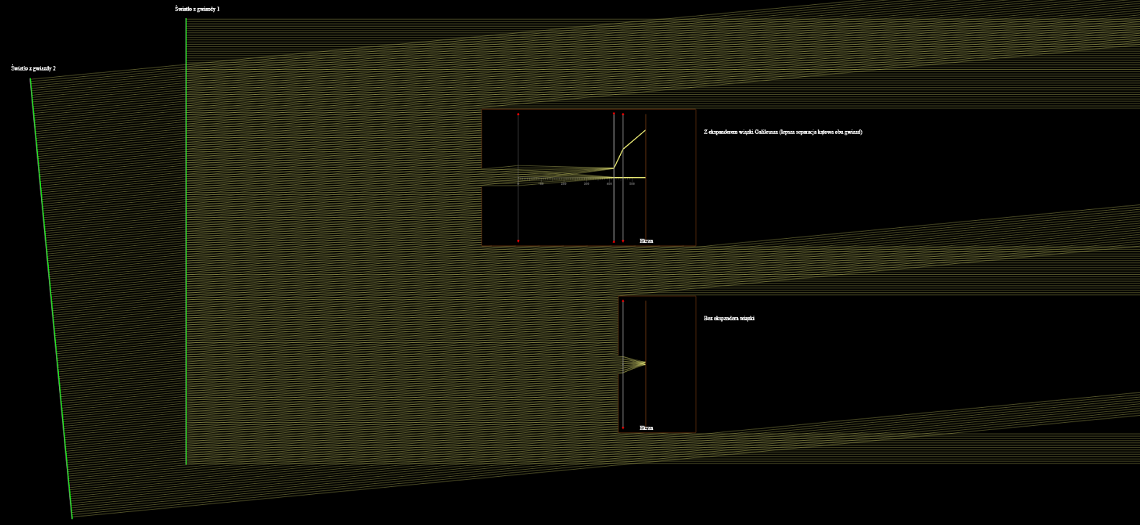 Światło z gwiazdy 1
Światło z gwiazdy 2
Z ekspanderem wiązki Galileusza (lepsza separacja kątowa obu gwiazd)
Ekran
Bez ekspandera wiązki
Ekran